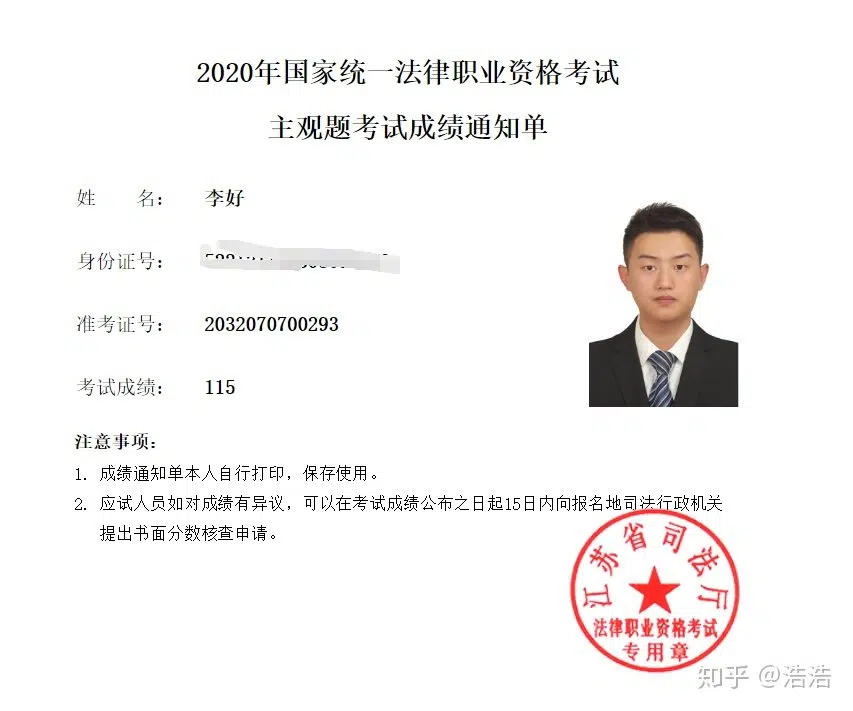 2020年国家统一法律职业资格考试
主观题考试成绩通知单
姓 名： 李好
身份证号：
准考证号： 2032070700293
考试成绩： 115
注意事项：
1. 成绩通知单本人自行打印，保存使用。
2. 应试人员如对成绩有异议，可以在考试成绩公布之日起15日内向报名地司法行政机关
提出书面分数核查申请。
江苏省司法厅
法律职业资格考试
专用章
知乎 @浩浩